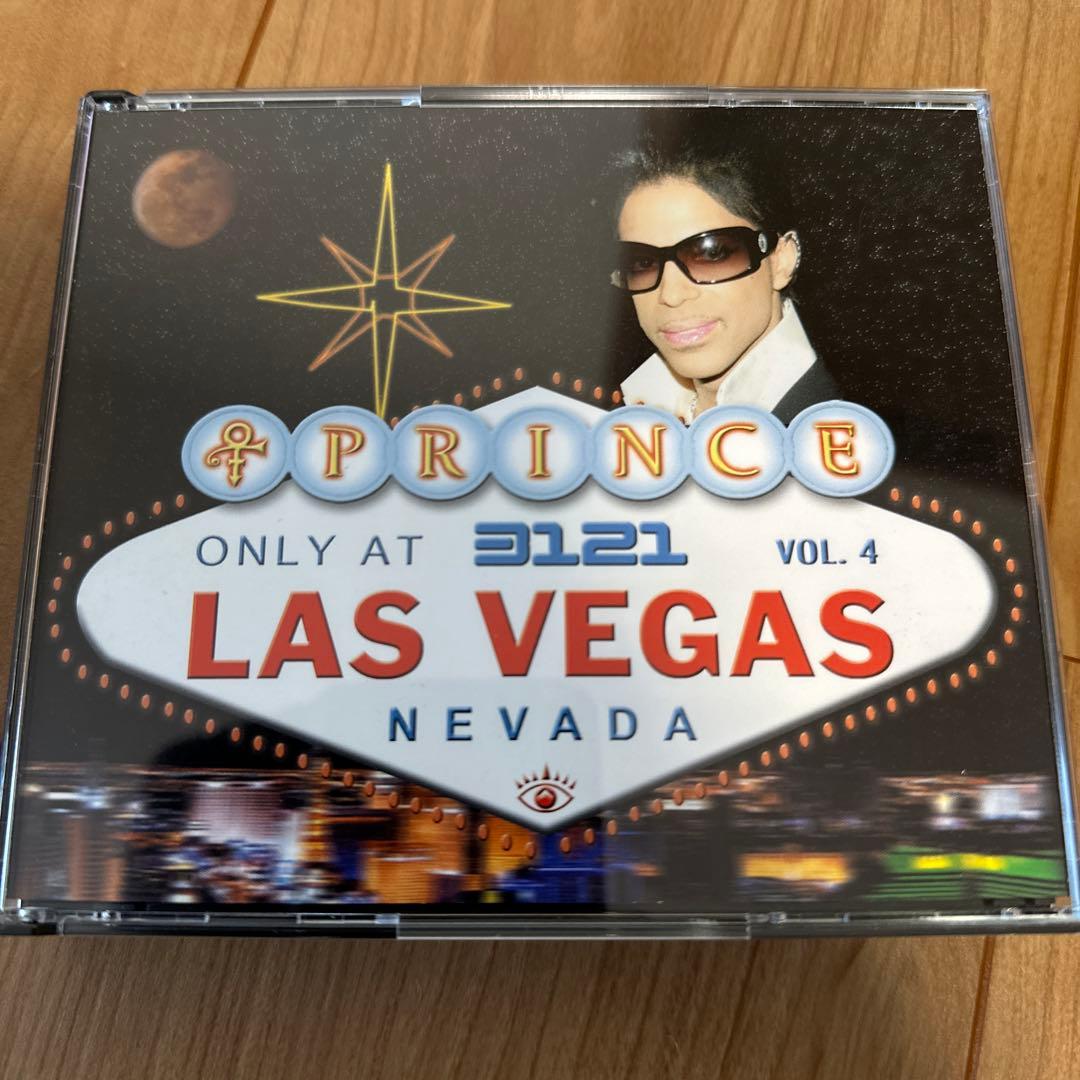 PRINCE
ONLY AT 3121 VOL. 4
LAS VEGAS
NEVADA